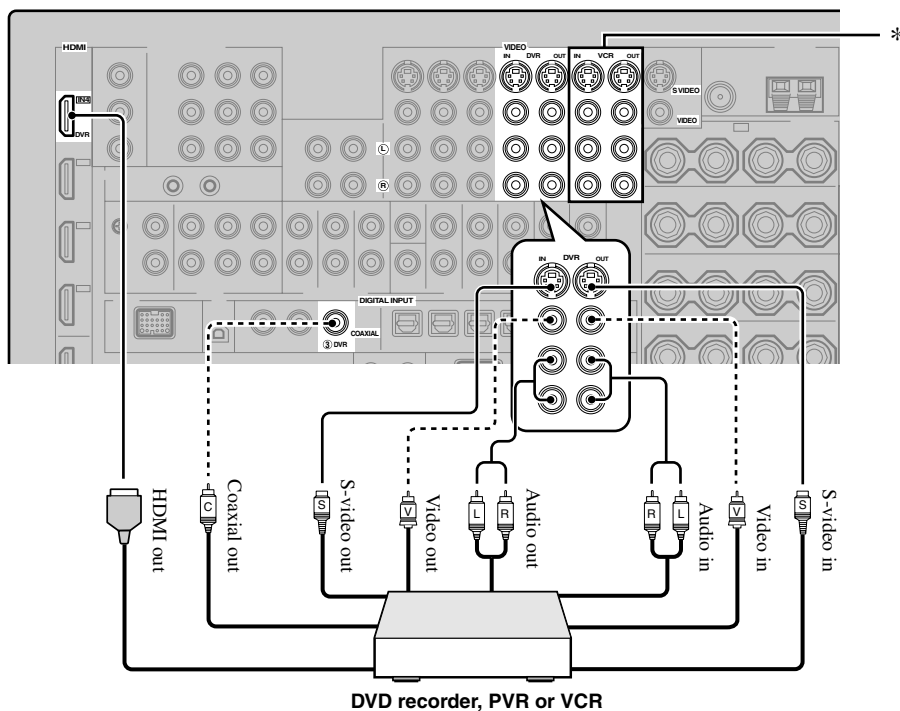 HDMI
VIDEO
IN DVR OUT
IN VCR OUT
*
IN4
DVR
S VIDEO
VIDEO
L
R
IN DVR OUT
DIGITAL INPUT
COAXIAL
3 DVR
HDMI out
C
Coaxial out
S
S-video out
V
Video out
L
R
Audio out
R
L
Audio in
V
Video in
S
S-video in
DVD recorder, PVR or VCR